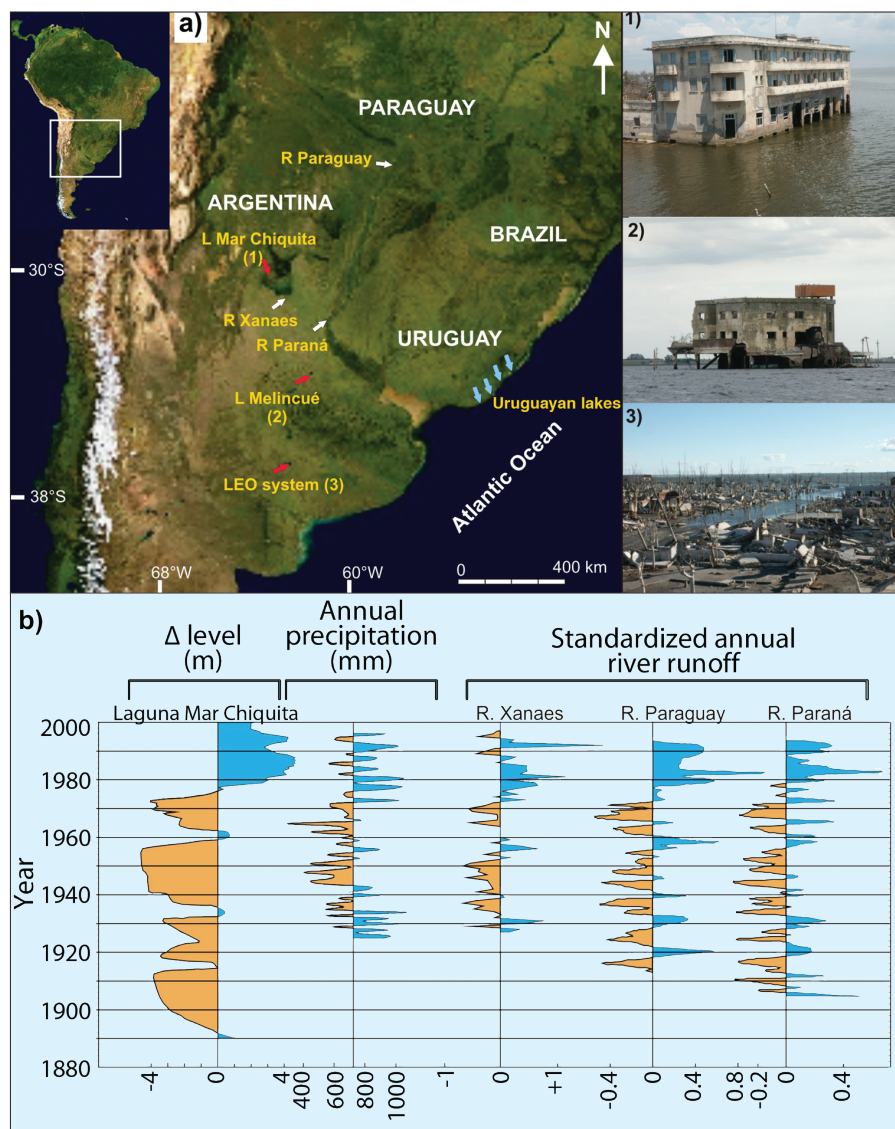 a)
N
PARAGUAY
R Paraguay
ARGENTINA
L Mar Chiquita
(1)
BRAZIL
30°S
R Xanaes
R Paraná
URUGUAY
L Melincué
(2)
Uruguayan lakes
LEO system (3)
38°S
Atlantic Ocean
68°W
60°W
0
400 km
1)
2)
3)
b)
Δ level
(m)
Annual
precipitation
(mm)
Standardized annual
river runoff
Laguna Mar Chiquita
R. Xanaes
R. Paraguay
R. Paraná
Year
2000
1980
1960
1940
1920
1900
1880
-4
0
4
400
600
800
1000
-1
0
+1
-0.4
0
0.8
-0.2
0
0.4